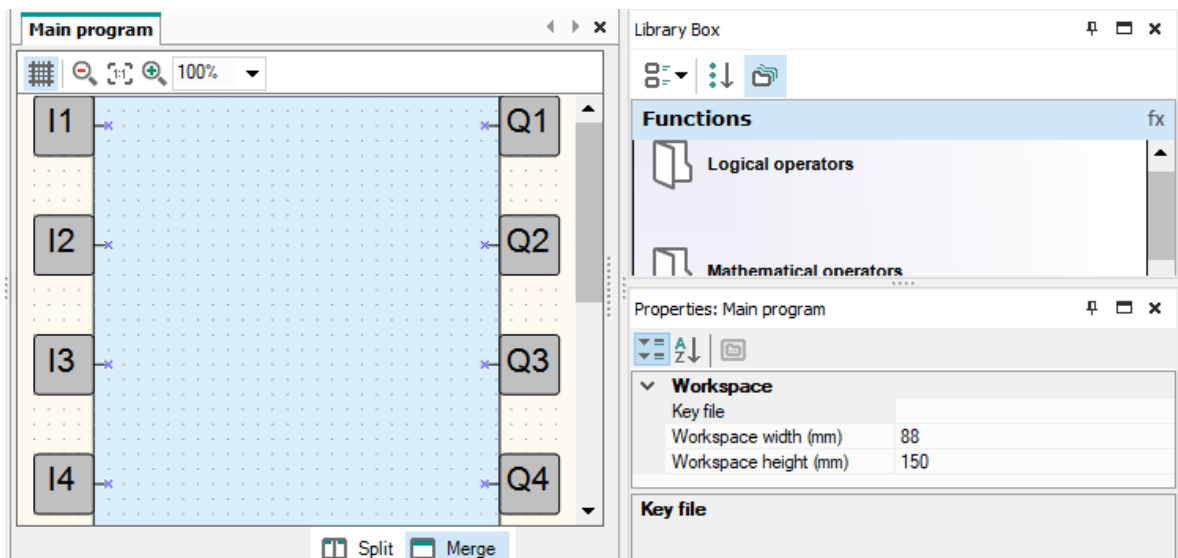 Main program
100%
I1
Q1
I2
Q2
I3
Q3
I4
Q4
Split
Merge
Library Box
Functions
fx
Logical operators
Mathematical operators
Properties: Main program
Workspace
Key file
Workspace width (mm) 88
Workspace height (mm) 150
Key file